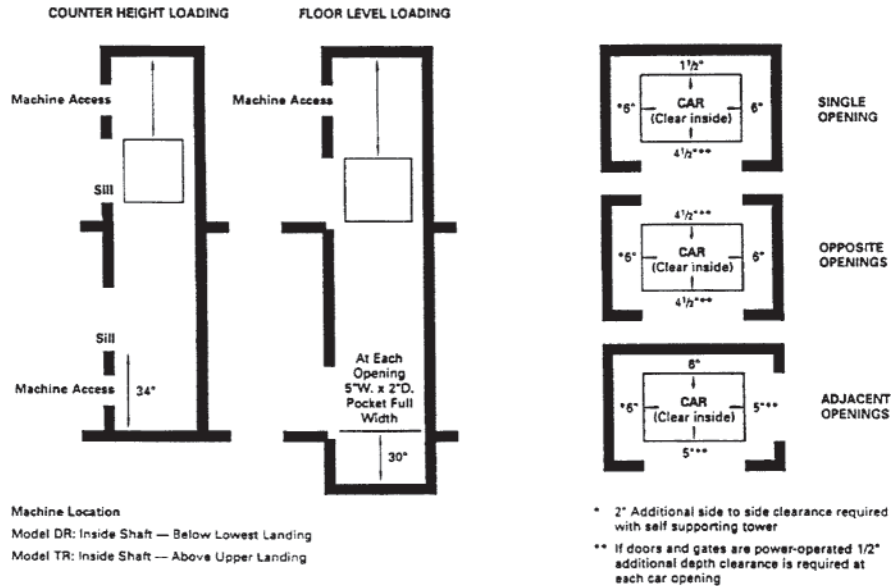 COUNTER HEIGHT LOADING
Machine Access
Sill
Sill
Machine Access
34"
FLOOR LEVEL LOADING
Machine Access
At Each
Opening
5"W. x 2"D.
Pocket Full
Width
30"
1½"
*6"
CAR
(Clear inside)
6"
4½"**
SINGLE
OPENING
4½"**
*6"
CAR
(Clear inside)
6"
4½"**
OPPOSITE
OPENINGS
6"
*6"
CAR
(Clear inside)
5"**
5"**
ADJACENT
OPENINGS
Machine Location
Model DR: Inside Shaft — Below Lowest Landing
Model TR: Inside Shaft — Above Upper Landing
* 2" Additional side to side clearance required
with self supporting tower
** If doors and gates are power-operated 1/2"
additional depth clearance is required at
each car opening